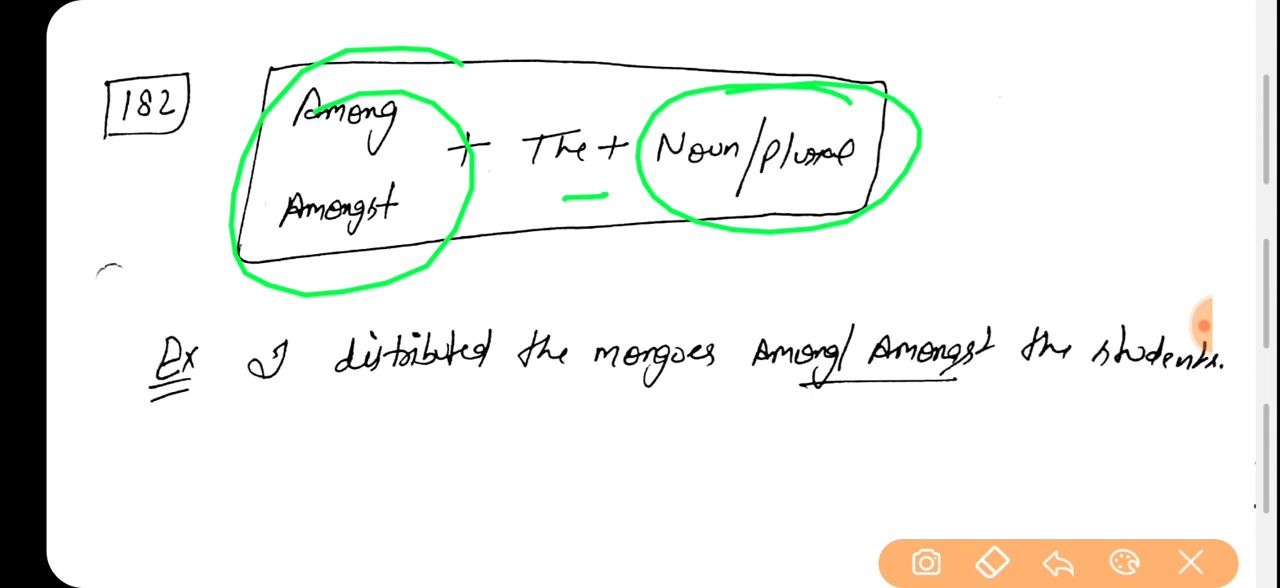 182
Among
+ The + Noun/plural
Amongst
Ex I distributed the mangoes Among/Amongst the students.